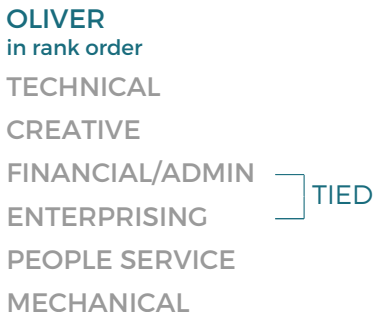 OLIVER
in rank order
TECHNICAL
CREATIVE
FINANCIAL/ADMIN
TIED
ENTERPRISING
PEOPLE SERVICE
MECHANICAL